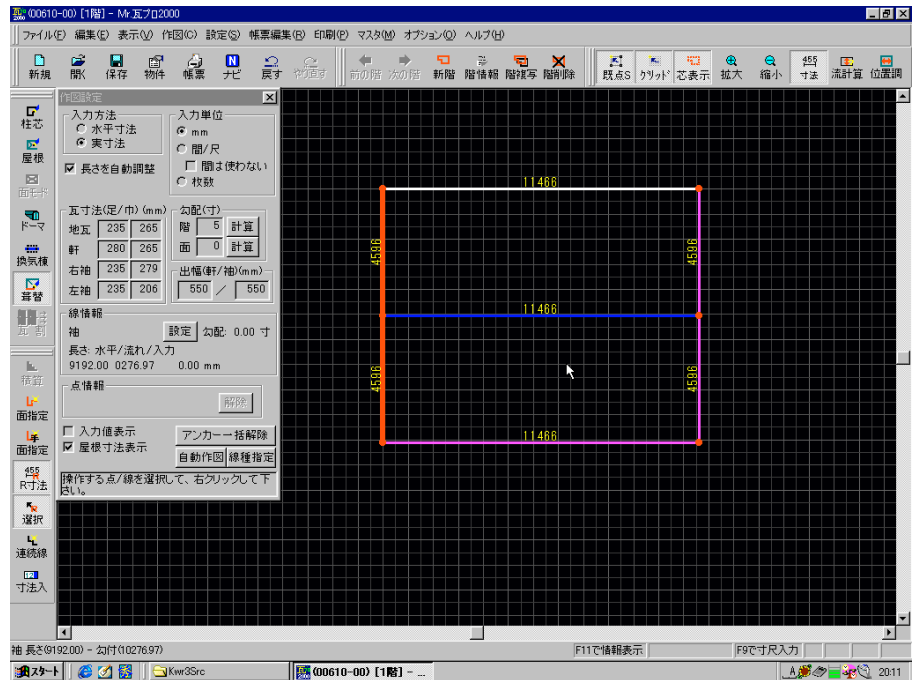 (00610-00) [1階] - Mr.瓦プロ2000
ファイル(F) 編集(E) 表示(V) 作図(C) 設定(S) 帳票編集(R) 印刷(P) マスタ(M) オプション(O) ヘルプ(H)
新規 開く 保存 物件 帳票 ナビ 戻す やり直す 前の階 次の階 新階 階情報 階複写 階削除 既点S グリッド 芯表示 拡大 縮小 寸法 流計算 位置調
455
柱芯
屋根
面モード
ドーマ
換気棟
葺替
瓦 割
積算
面指定
面指定
455
R寸法
選択
連続線
寸法入
作図設定
入力方法
水平寸法
実寸法
長さを自動調整
入力単位
mm
間/尺
間は使わない
枚数
瓦寸法(足/巾) (mm)
地瓦 235 265
軒 280 265
右袖 235 279
左袖 235 206
勾配(寸)
階 5 計算
面 0 計算
出幅(軒/袖)(mm)
550 / 550
線情報
袖 設定 勾配: 0.00 寸
長さ: 水平/流れ/入力
9192.00 0276.97 0.00 mm
点情報
解除
入力値表示
屋根寸法表示
アンカー一括解除
自動作図 線種指定
操作する点/線を選択して、右クリックして下
さい。
11466
4596
4596
11466
4596
4596
11466
袖 長さ(9192.00) - 勾付(10276.97)
F11で情報表示
F9で寸尺入力
スタート
Kwr3Src
(00610-00) [1階] - ...
A
20:11